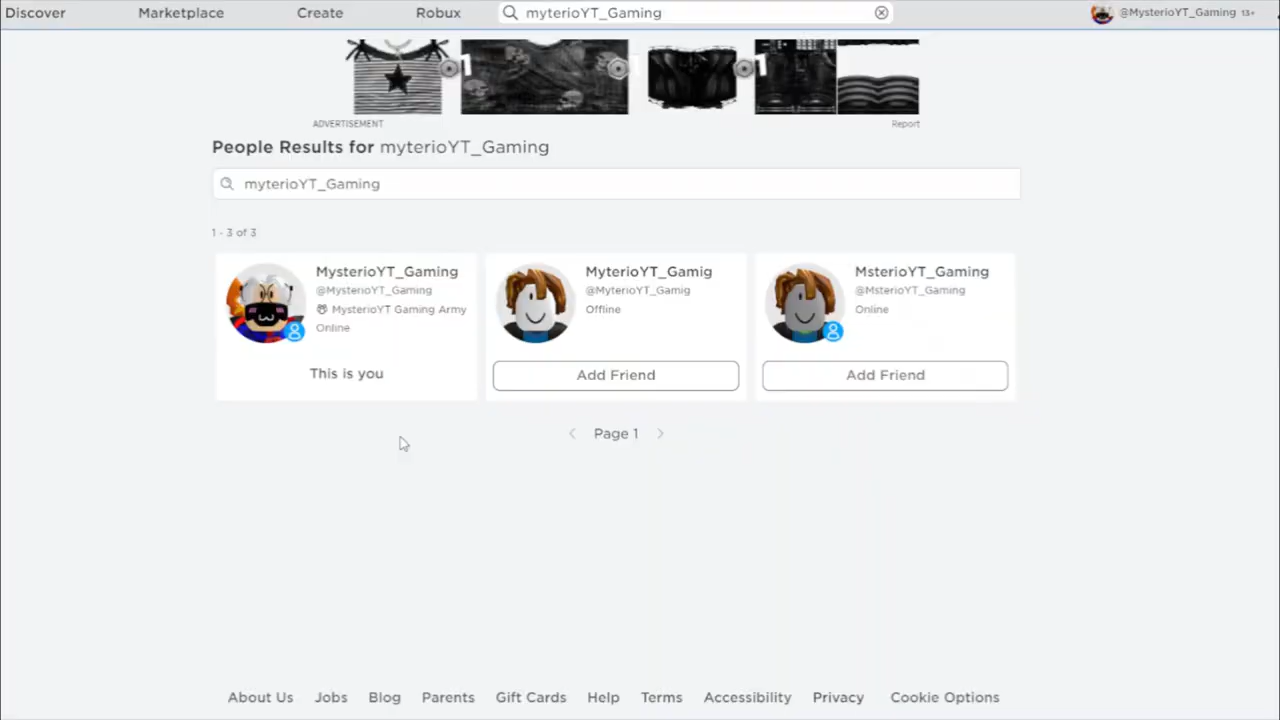 Discover Marketplace Create Robux myterioYT_Gaming @MysterioYT_Gaming 13+
1 1
ADVERTISEMENT Report
People Results for myterioYT_Gaming
myterioYT_Gaming
1 - 3 of 3
MysterioYT_Gaming
@MysterioYT_Gaming
MysterioYT Gaming Army
Online
This is you
MyterioYT_Gamig
@MyterioYT_Gamig
Offline
Add Friend
MsterioYT_Gaming
@MsterioYT_Gaming
Online
Add Friend
< Page 1 >
About Us Jobs Blog Parents Gift Cards Help Terms Accessibility Privacy Cookie Options